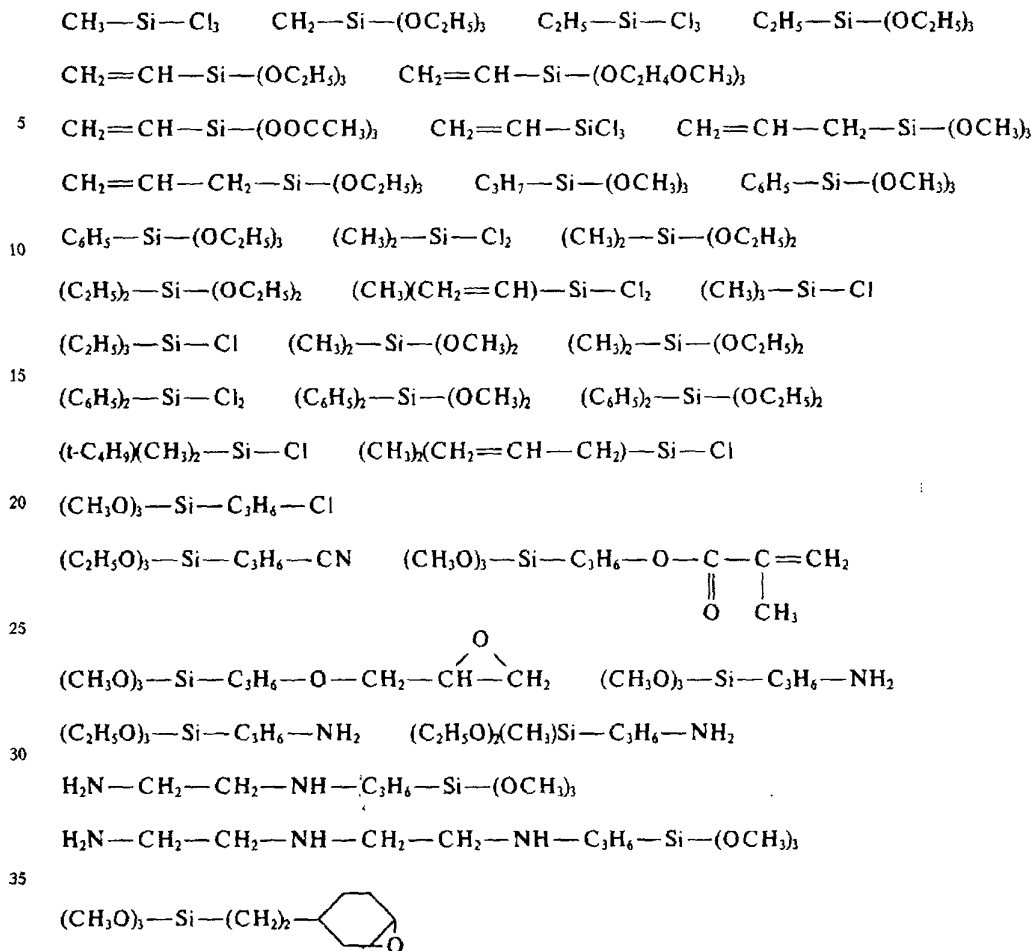 CH₃—Si—Cl₃ CH₂—Si—(OC₂H₅)₃ C₂H₅—Si—Cl₃ C₂H₅—Si—(OC₂H₅)₃
CH₂=CH—Si—(OC₂H₅)₃ CH₂=CH—Si—(OC₂H₄OCH₃)₃
5 CH₂=CH—Si—(OOCCH₃)₃ CH₂=CH—SiCl₃ CH₂=CH—CH₂—Si—(OCH₃)₃
CH₂=CH—CH₂—Si—(OC₂H₅)₃ C₃H₇—Si—(OCH₃)₃ C₆H₅—Si—(OCH₃)₃
10 C₆H₅—Si—(OC₂H₅)₃ (CH₃)₂—Si—Cl₂ (CH₃)₂—Si—(OC₂H₅)₂
(C₂H₅)₂—Si—(OC₂H₅)₂ (CH₃)(CH₂=CH)—Si—Cl₂ (CH₃)₃—Si—Cl
(C₂H₅)₃—Si—Cl (CH₃)₂—Si—(OCH₃)₂ (CH₃)₂—Si—(OC₂H₅)₂
15 (C₆H₅)₂—Si—Cl₂ (C₆H₅)₂—Si—(OCH₃)₂ (C₆H₅)₂—Si—(OC₂H₅)₂
(t-C₄H₉)(CH₃)₂—Si—Cl (CH₃)₂(CH₂=CH—CH₂)—Si—Cl
20 (CH₃O)₃—Si—C₃H₆—Cl
(C₂H₅O)₃—Si—C₃H₆—CN (CH₃O)₃—Si—C₃H₆—O—C—C=CH₂
O CH₃
25
O
(CH₃O)₃—Si—C₃H₆—O—CH₂—CH—CH₂ (CH₃O)₃—Si—C₃H₆—NH₂
(C₂H₅O)₃—Si—C₃H₆—NH₂ (C₂H₅O)₂(CH₃)Si—C₃H₆—NH₂
30
H₂N—CH₂—CH₂—NH—C₃H₆—Si—(OCH₃)₃
H₂N—CH₂—CH₂—NH—CH₂—CH₂—NH—C₃H₆—Si—(OCH₃)₃
35
(CH₃O)₃—Si—(CH₂)₂—
O